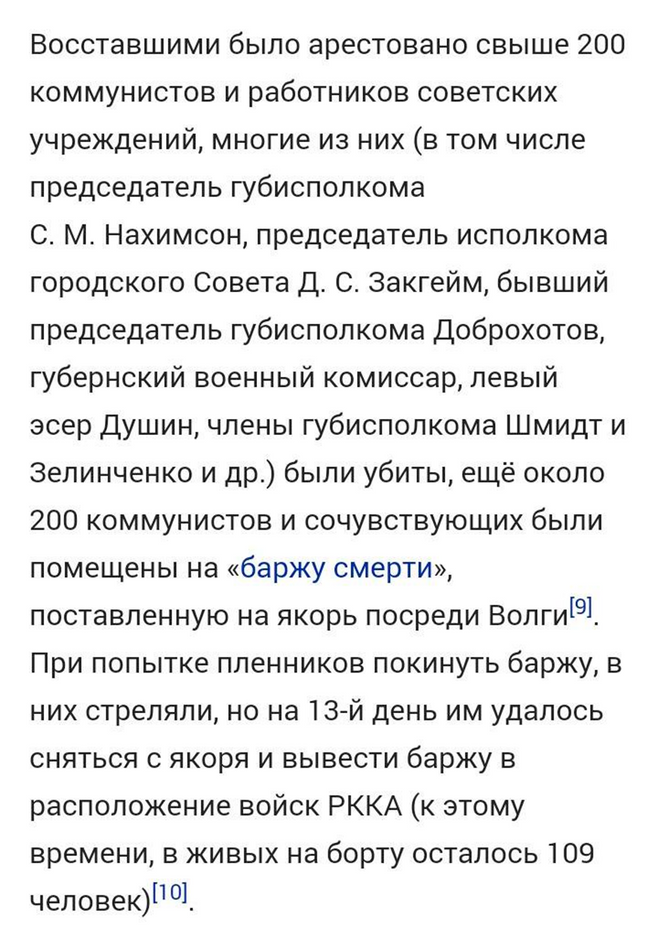 Восставшими было арестовано свыше 200
коммунистов и работников советских
учреждений, многие из них (в том числе
председатель губисполкома
С. М. Нахимсон, председатель исполкома
городского Совета Д. С. Закгейм, бывший
председатель губисполкома Доброхотов,
губернский военный комиссар, левый
эсер Душин, члены губисполкома Шмидт и
Зелинченко и др.) были убиты, ещё около
200 коммунистов и сочувствующих были
помещены на «баржу смерти»,
поставленную на якорь посреди Волги[9].
При попытке пленников покинуть баржу, в
них стреляли, но на 13-й день им удалось
сняться с якоря и вывести баржу в
расположение войск РККА (к этому
времени, в живых на борту осталось 109
человек)[10].